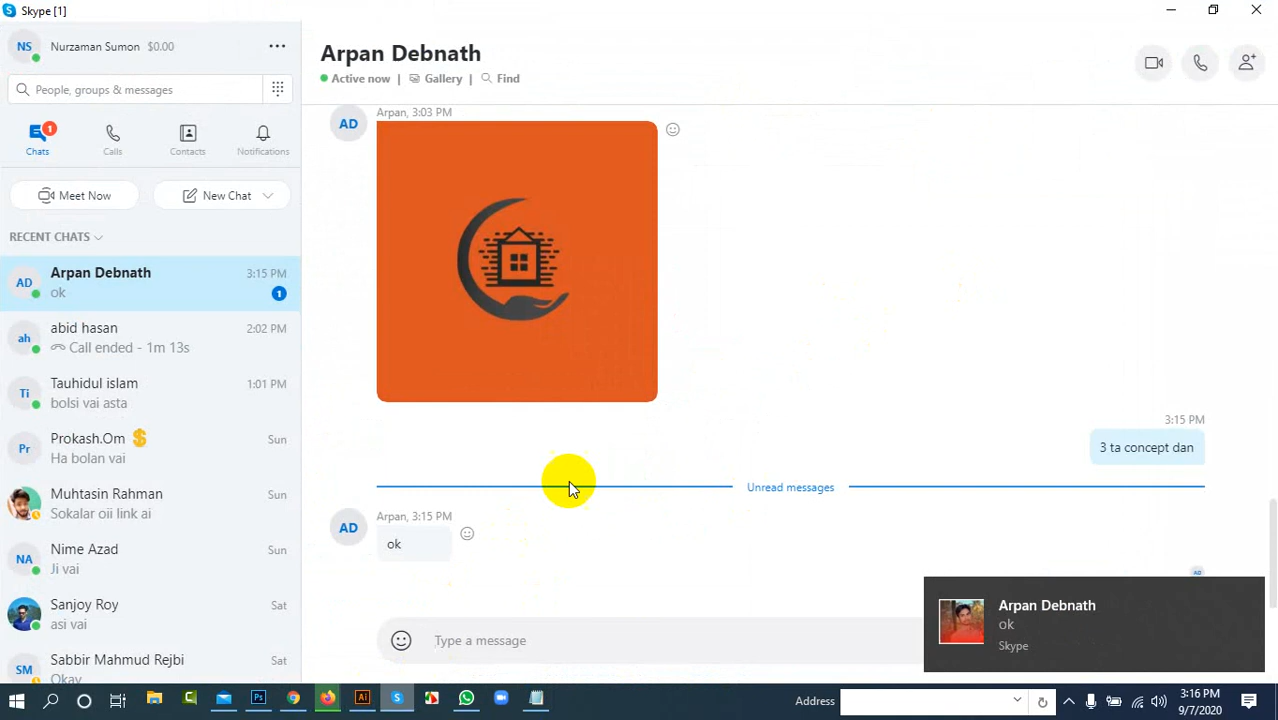 Skype [1]
NS
Nurzaman Sumon $0.00
People, groups & messages
Chats
1
Calls
Contacts
Notifications
Meet Now
New Chat
RECENT CHATS
AD
Arpan Debnath
3:15 PM
ok
1
ah
abid hasan
2:02 PM
Call ended - 1m 13s
Ti
Tauhidul islam
1:01 PM
bolsi vai asta
Pr
Prokash.Om
Sun
Ha bolan vai
Muhtasin Rahman
Sun
Sokalar oii link ai
NA
Nime Azad
Sun
Ji vai
Sanjoy Roy
Sat
asi vai
SM
Sabbir Mahmud Rejbi
Sat
Okay
Arpan Debnath
Active now | Gallery | Find
AD
Arpan, 3:03 PM
3:15 PM
3 ta concept dan
Unread messages
AD
Arpan, 3:15 PM
ok
AD
Type a message
Arpan Debnath
ok
Skype
Ps
Ai
Address
3:16 PM
9/7/2020